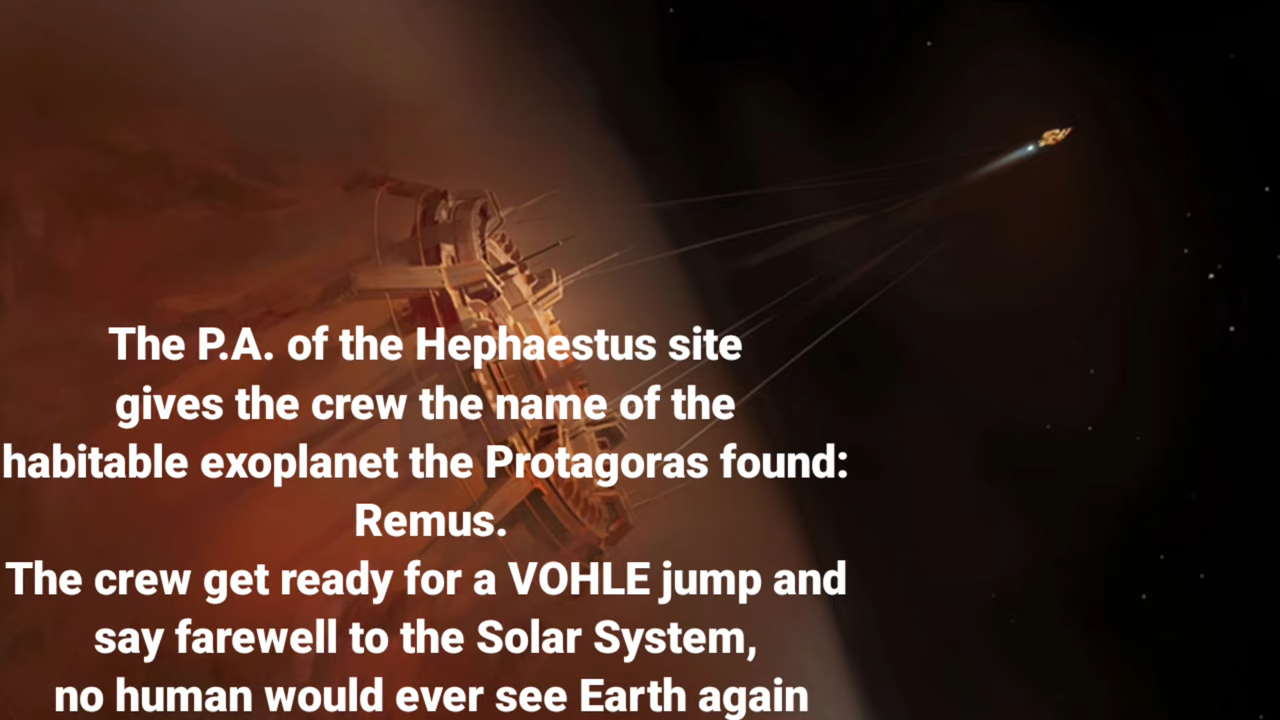 The P.A. of the Hephaestus site
gives the crew the name of the
habitable exoplanet the Protagoras found:
Remus.
The crew get ready for a VOHLE jump and
say farewell to the Solar System,
no human would ever see Earth again